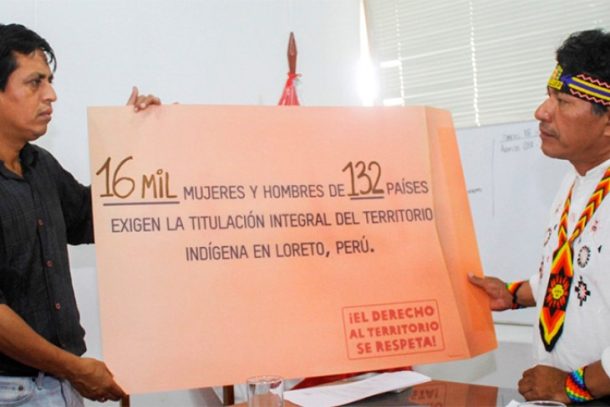 16 MIL MUJERES Y HOMBRES DE 132 PAÍSES
EXIGEN LA TITULACIÓN INTEGRAL DEL TERRITORIO
INDÍGENA EN LORETO, PERÚ.
¡EL DERECHO
AL TERRITORIO
SE RESPETA!